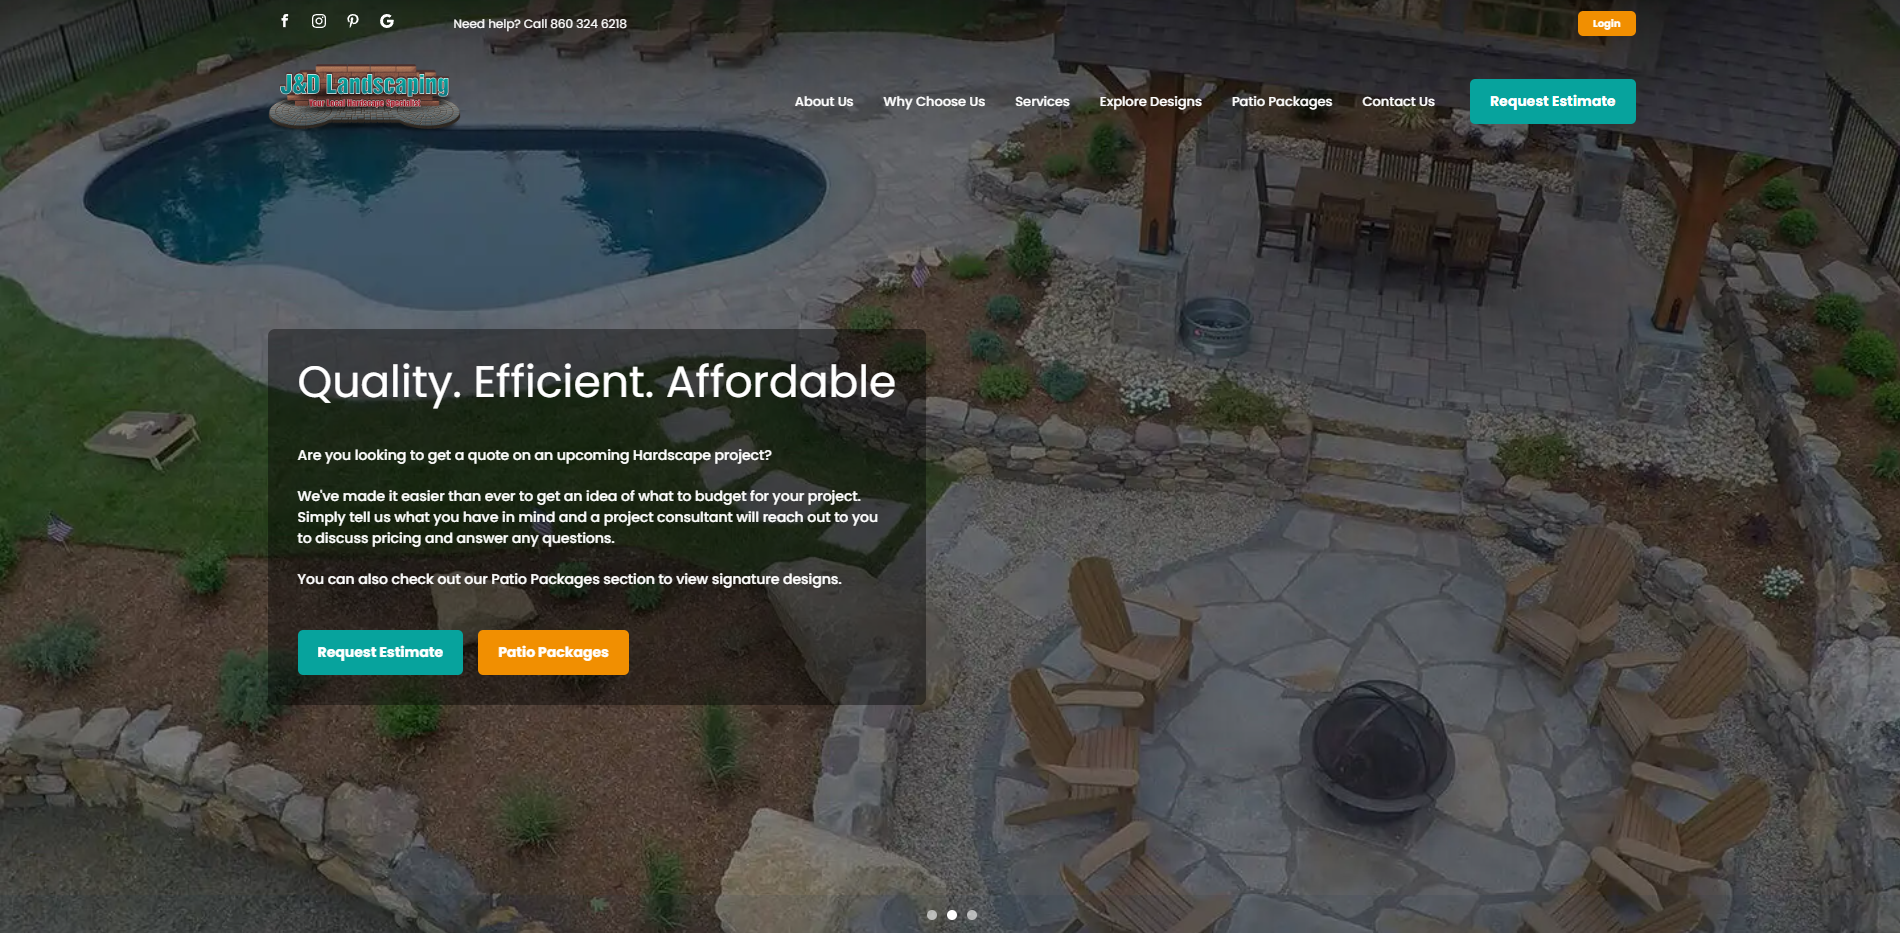 Need help? Call 860 324 6218
Login
J&D Landscaping
Your Local Hardscape Specialist
About Us
Why Choose Us
Services
Explore Designs
Patio Packages
Contact Us
Request Estimate
Quality. Efficient. Affordable
Are you looking to get a quote on an upcoming Hardscape project?
We've made it easier than ever to get an idea of what to budget for your project.
Simply tell us what you have in mind and a project consultant will reach out to you
to discuss pricing and answer any questions.
You can also check out our Patio Packages section to view signature designs.
Request Estimate
Patio Packages